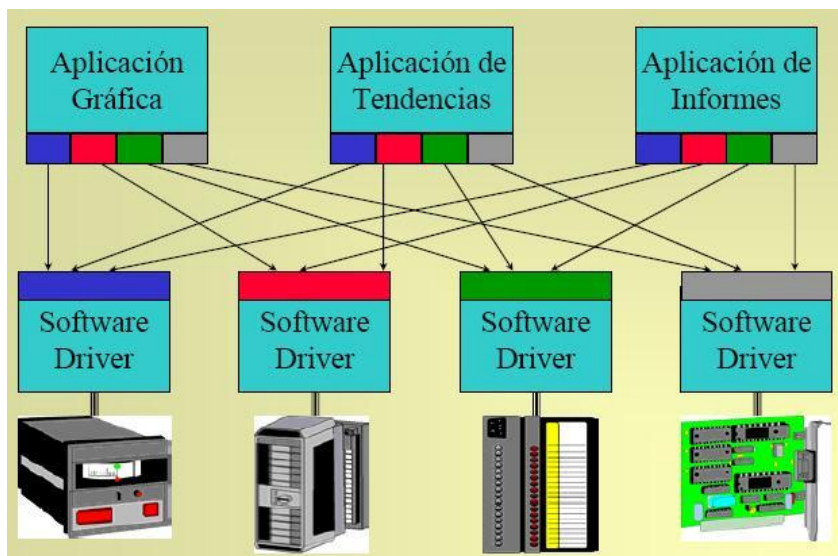 Aplicación
Gráfica
Aplicación de
Tendencias
Aplicación de
Informes
Software
Driver
Software
Driver
Software
Driver
Software
Driver